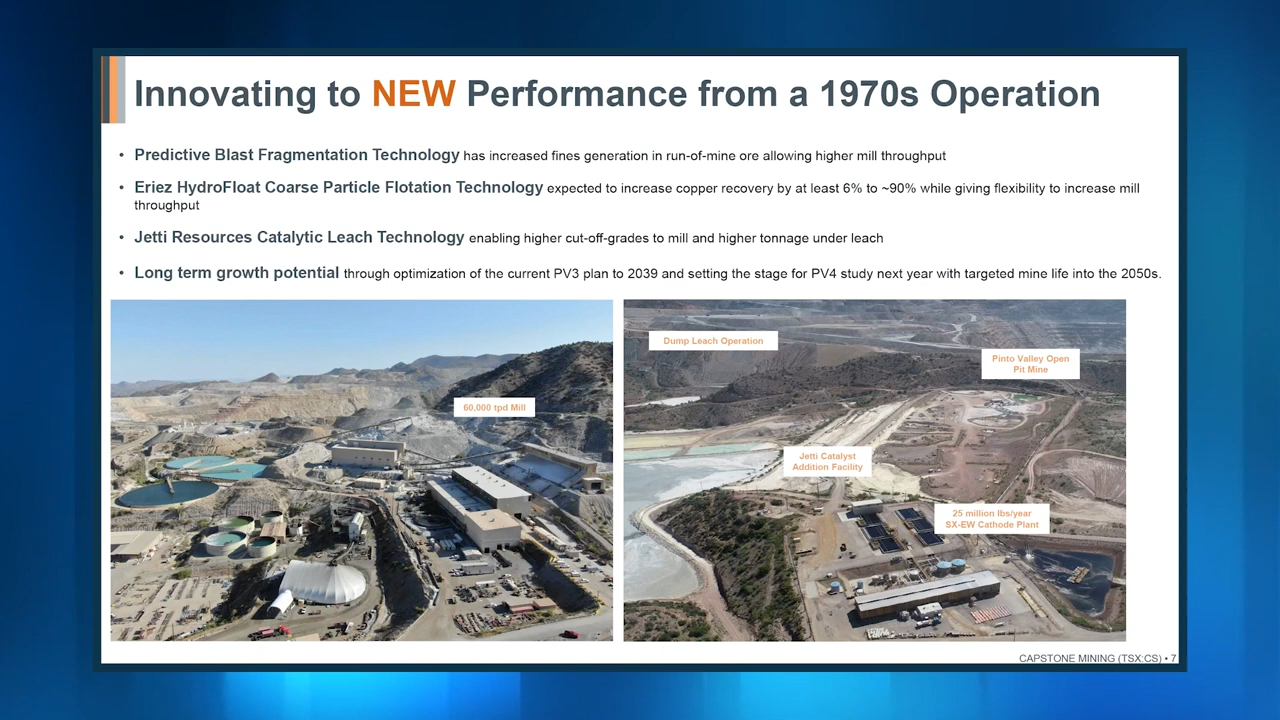 Innovating to NEW Performance from a 1970s Operation
• Predictive Blast Fragmentation Technology has increased fines generation in run-of-mine ore allowing higher mill throughput
• Eriez HydroFloat Coarse Particle Flotation Technology expected to increase copper recovery by at least 6% to ~90% while giving flexibility to increase mill
throughput
• Jetti Resources Catalytic Leach Technology enabling higher cut-off-grades to mill and higher tonnage under leach
• Long term growth potential through optimization of the current PV3 plan to 2039 and setting the stage for PV4 study next year with targeted mine life into the 2050s.
60,000 tpd Mill
Dump Leach Operation
Pinto Valley Open
Pit Mine
Jetti Catalyst
Addition Facility
25 million lbs/year
SX-EW Cathode Plant
CAPSTONE MINING (TSX:CS) • 7